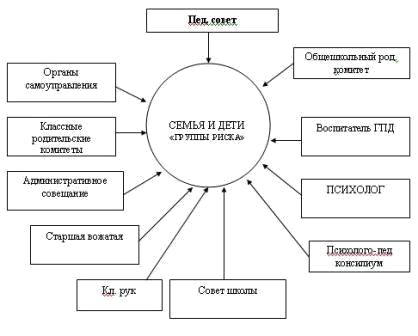 Пед. совет
Общешкольный род.
комитет
Органы
самоуправления
СЕМЬЯ И ДЕТИ
«ГРУППЫ РИСКА»
Классные
родительские
комитеты
Воспитатель ГПД
Административное
совещание
ПСИХОЛОГ
Старшая вожатая
Психолого-пед
консилиум
Кл. рук
Совет школы